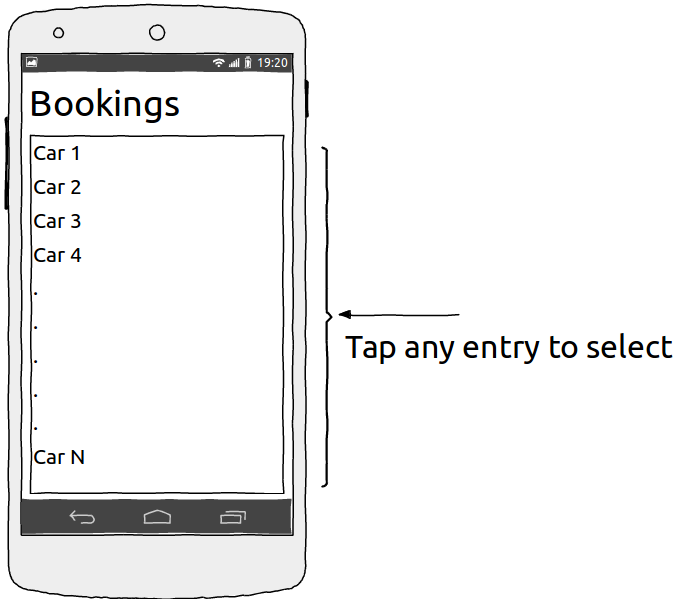 19:20
Bookings
Car 1
Car 2
Car 3
Car 4
.
.
.
.
.
Car N
Tap any entry to select